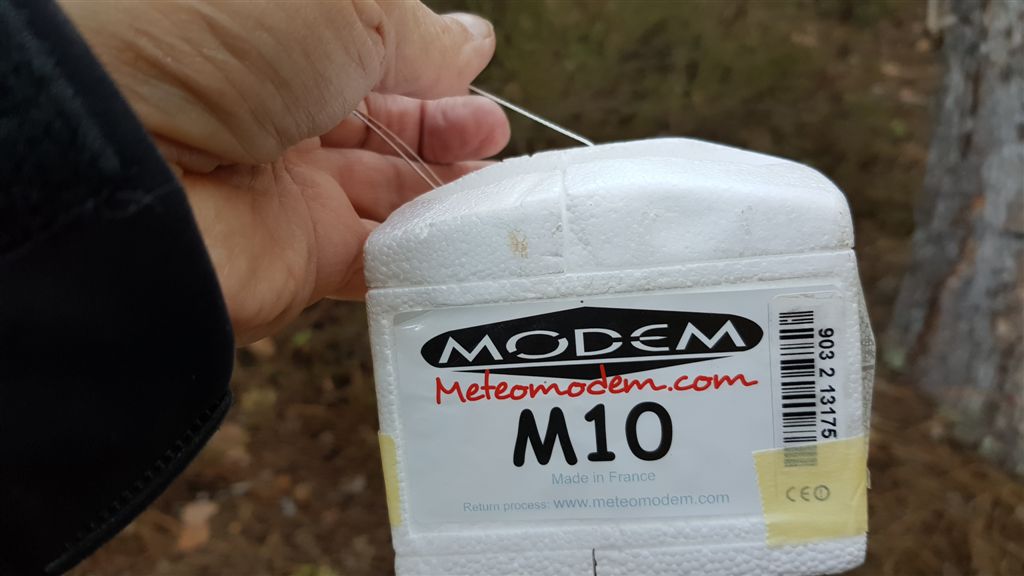 MODEM
Meteomodem.com
M10
Made in France
Return process: www.meteomodem.com
903 2 13175
CE